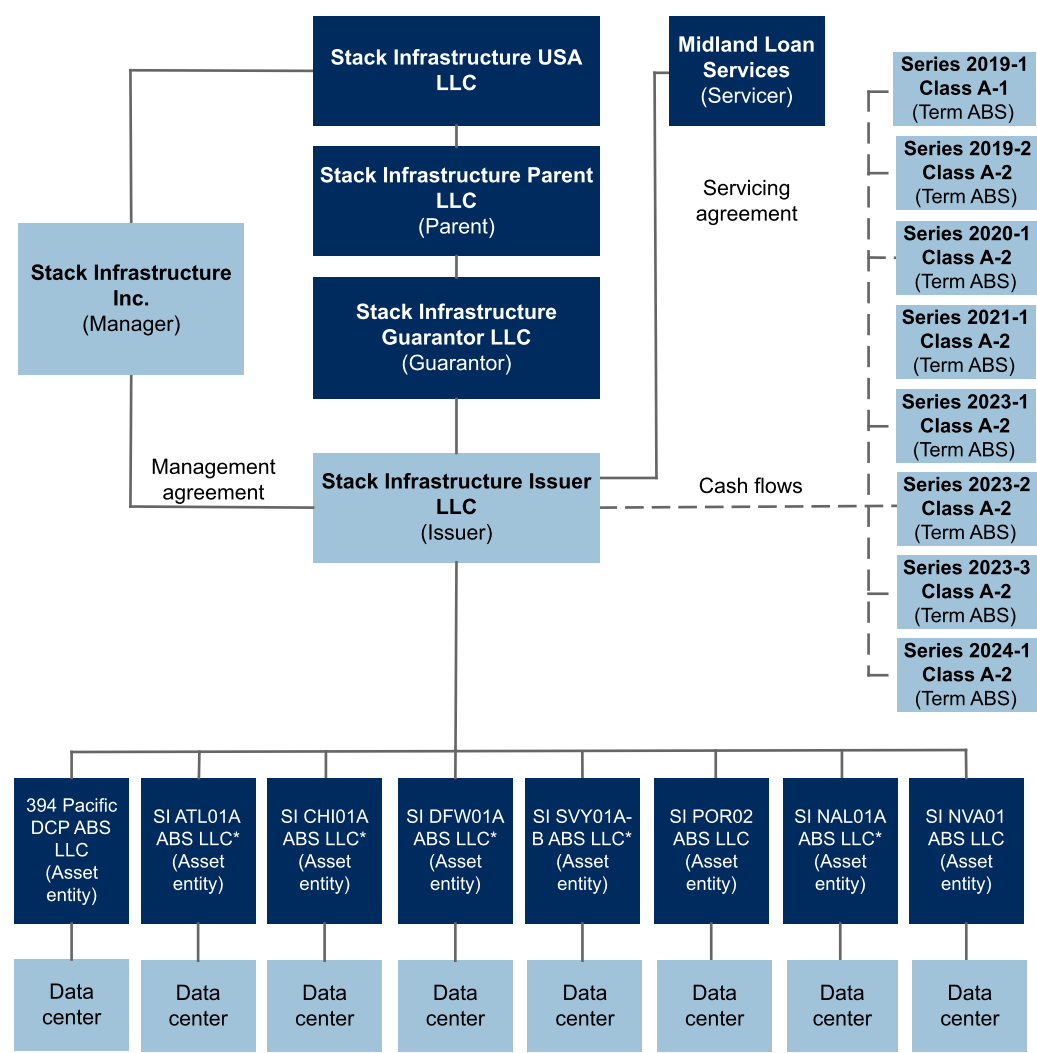 Stack Infrastructure USA
LLC
Midland Loan
Services
(Servicer)
Stack Infrastructure Parent
LLC
(Parent)
Servicing
agreement
Stack Infrastructure
Inc.
(Manager)
Stack Infrastructure
Guarantor LLC
(Guarantor)
Management
agreement
Stack Infrastructure Issuer
LLC
(Issuer)
Cash flows
Series 2019-1
Class A-1
(Term ABS)
Series 2019-2
Class A-2
(Term ABS)
Series 2020-1
Class A-2
(Term ABS)
Series 2021-1
Class A-2
(Term ABS)
Series 2023-1
Class A-2
(Term ABS)
Series 2023-2
Class A-2
(Term ABS)
Series 2023-3
Class A-2
(Term ABS)
Series 2024-1
Class A-2
(Term ABS)
394 Pacific
DCP ABS
LLC
(Asset
entity)
SI ATL01A
ABS LLC*
(Asset
entity)
SI CHI01A
ABS LLC*
(Asset
entity)
SI DFW01A
ABS LLC*
(Asset
entity)
SI SVY01A-
B ABS LLC*
(Asset
entity)
SI POR02
ABS LLC
(Asset
entity)
SI NAL01A
ABS LLC*
(Asset
entity)
SI NVA01
ABS LLC
(Asset
entity)
Data
center
Data
center
Data
center
Data
center
Data
center
Data
center
Data
center
Data
center